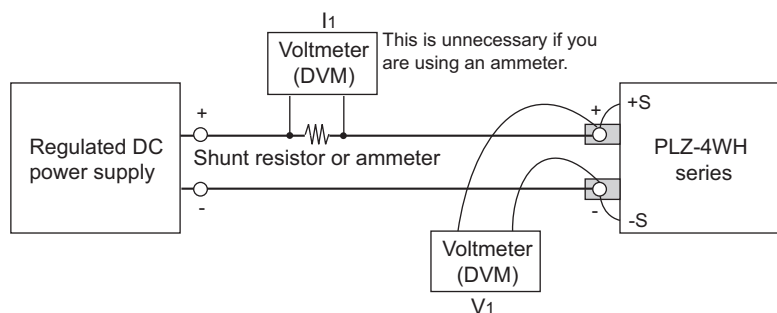 I1
Voltmeter
(DVM)
This is unnecessary if you
are using an ammeter.
Regulated DC
power supply
+
-
Shunt resistor or ammeter
+
-
+S
-S
PLZ-4WH
series
Voltmeter
(DVM)
V1